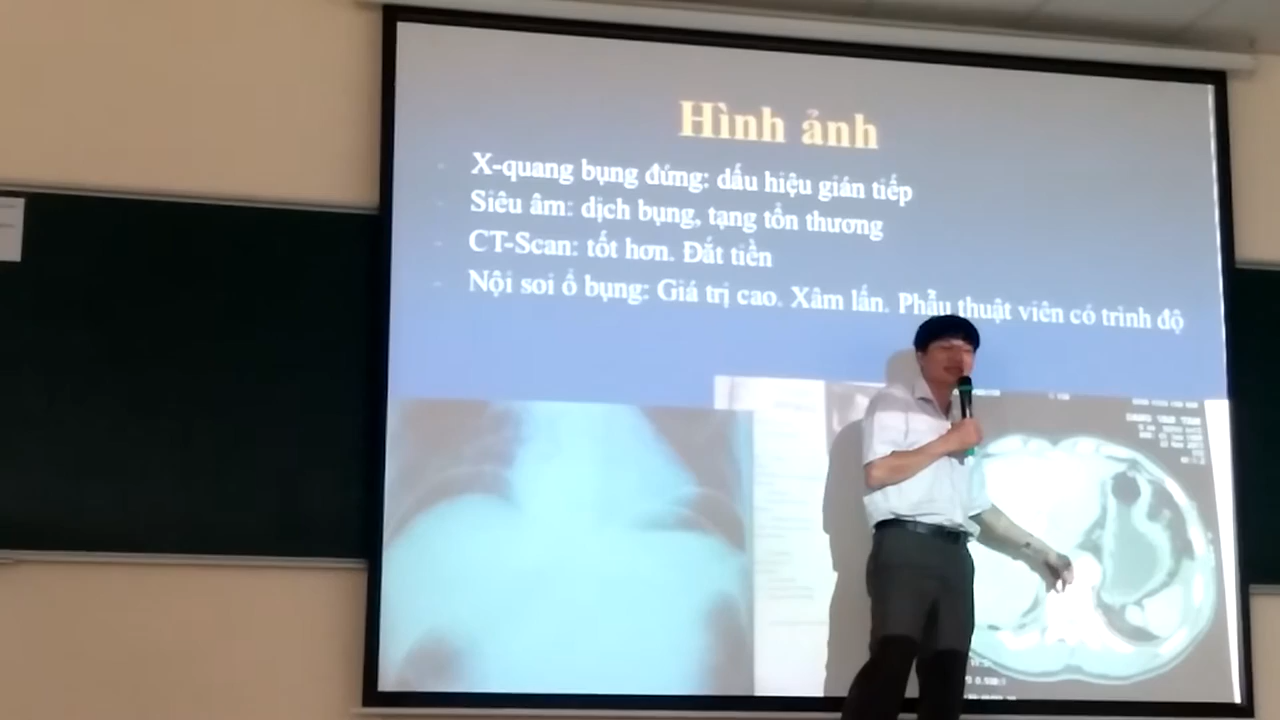 Hình ảnh
- X-quang bụng đứng: dấu hiệu gián tiếp
- Siêu âm: dịch bụng, tạng tổn thương
- CT-Scan: tốt hơn. Đắt tiền
- Nội soi ổ bụng: Giá trị cao. Xâm lấn. Phẫu thuật viên có trình độ